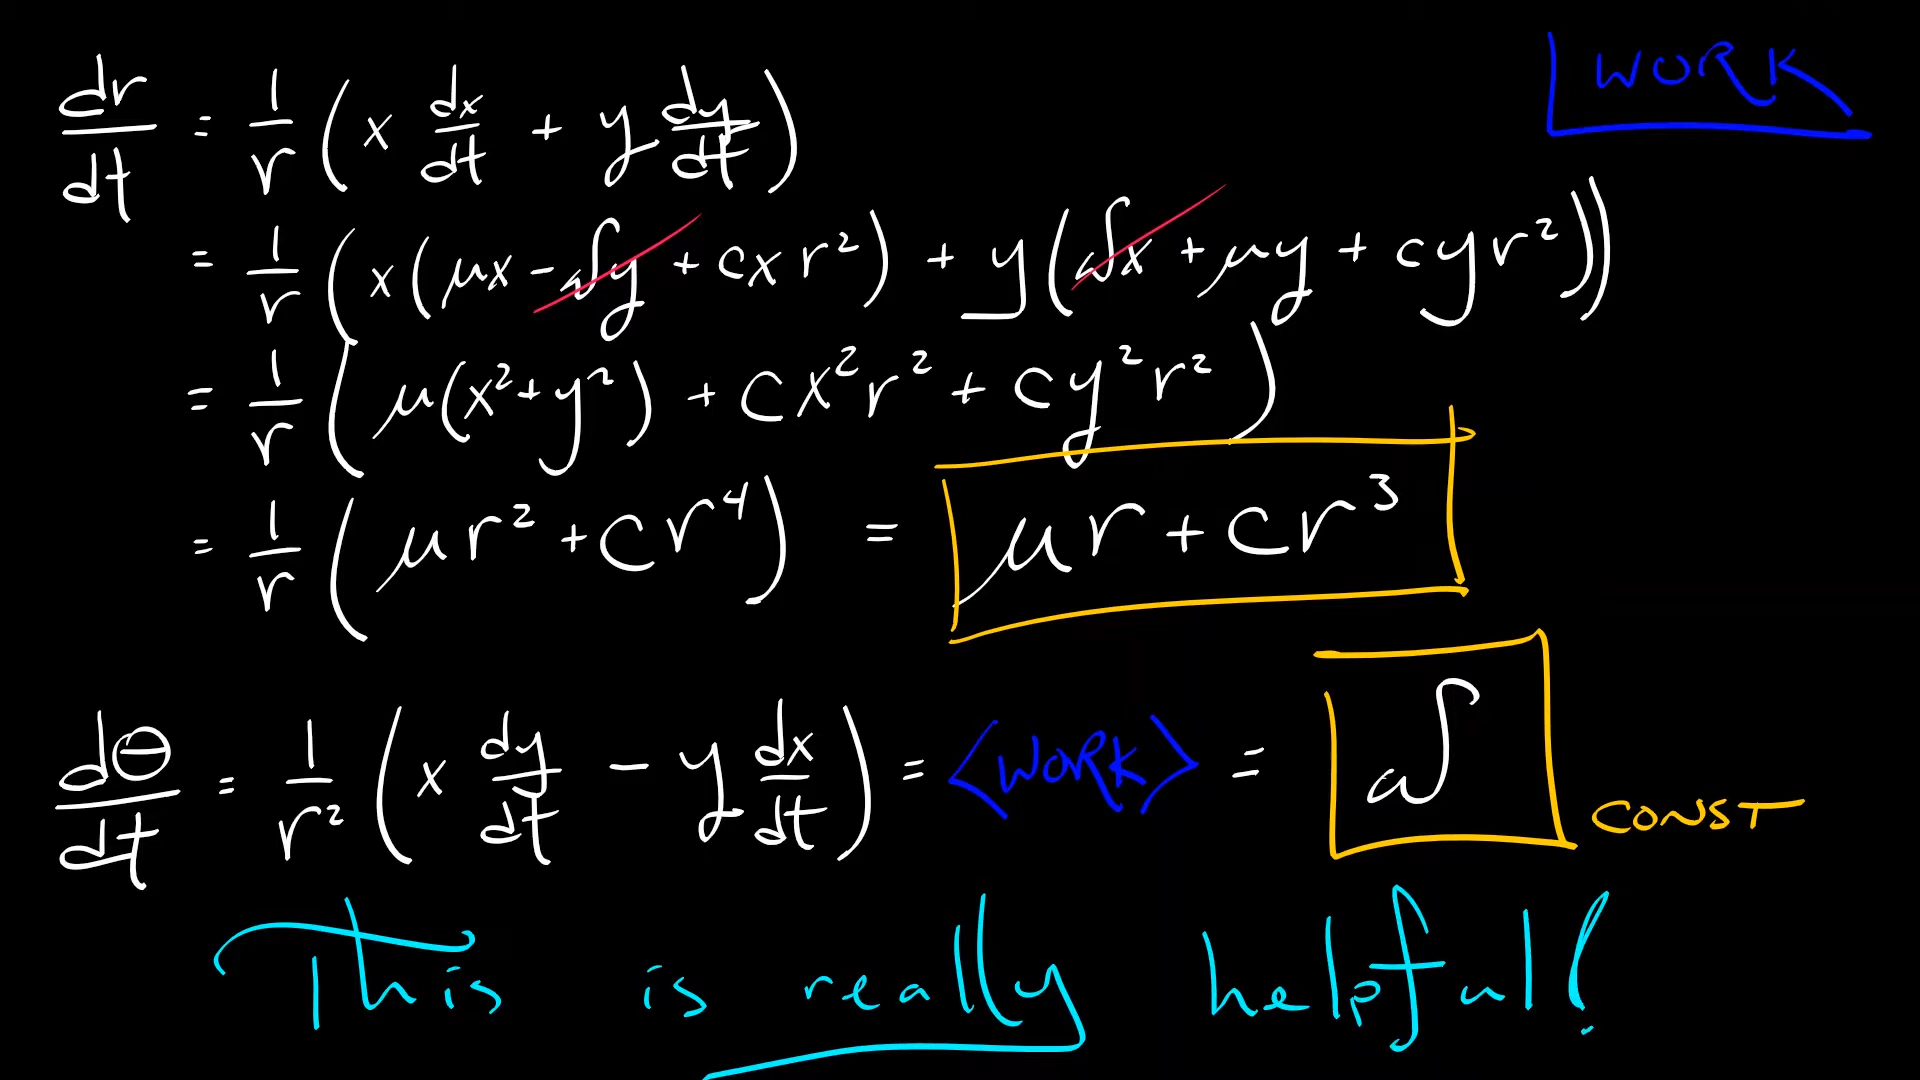 WORK
dr/dt = 1/r (x dx/dt + y dy/dt)
= 1/r (x(μx - ωy + cxr²) + y(ωx + μy + cyr²))
= 1/r (μ(x²+y²) + cx²r² + cy²r²)
= 1/r (μr² + cr⁴) = μr + cr³
dθ/dt = 1/r² (x dy/dt - y dx/dt) = <WORK> = ω
CONST
This is really helpful!